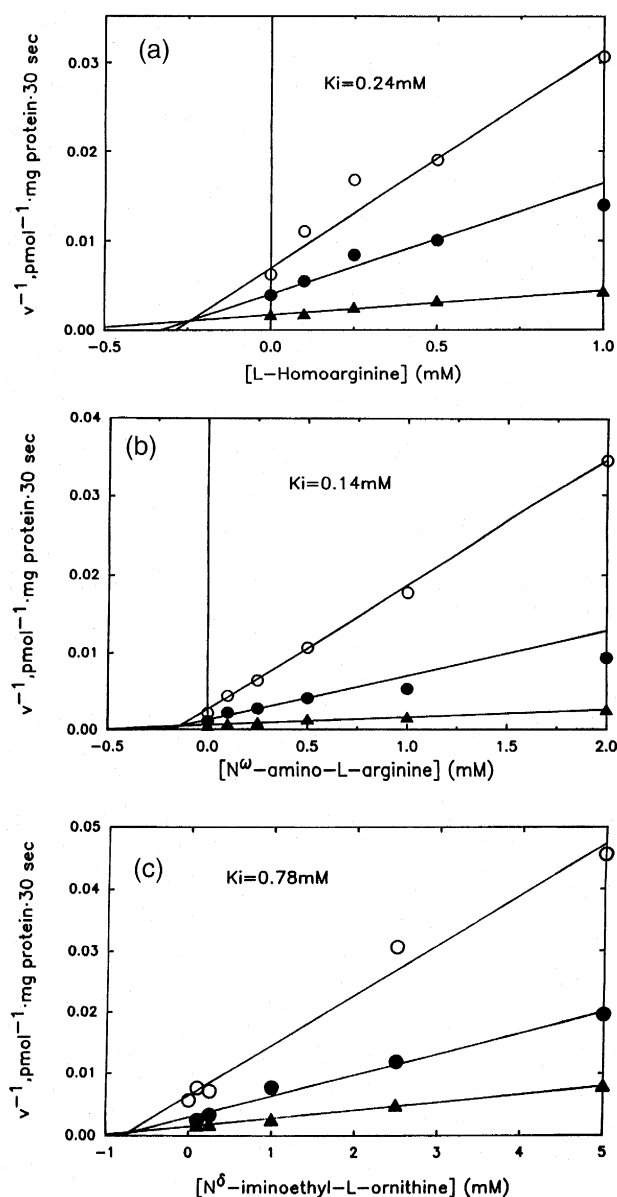 (a)
Ki=0.24mM
v⁻¹,pmol⁻¹·mg protein·30 sec
0.03
0.02
0.01
0.00
−0.5
0.0
0.5
1.0
[L−Homoarginine] (mM)
(b)
Ki=0.14mM
v⁻¹,pmol⁻¹·mg protein·30 sec
0.04
0.03
0.02
0.01
0.00
−0.5
0.0
0.5
1.0
1.5
2.0
[Nω−amino−L−arginine] (mM)
(c)
Ki=0.78mM
v⁻¹,pmol⁻¹·mg protein·30 sec
0.05
0.04
0.03
0.02
0.01
0.00
−1
0
1
2
3
4
5
[Nδ−iminoethyl−L−ornithine] (mM)